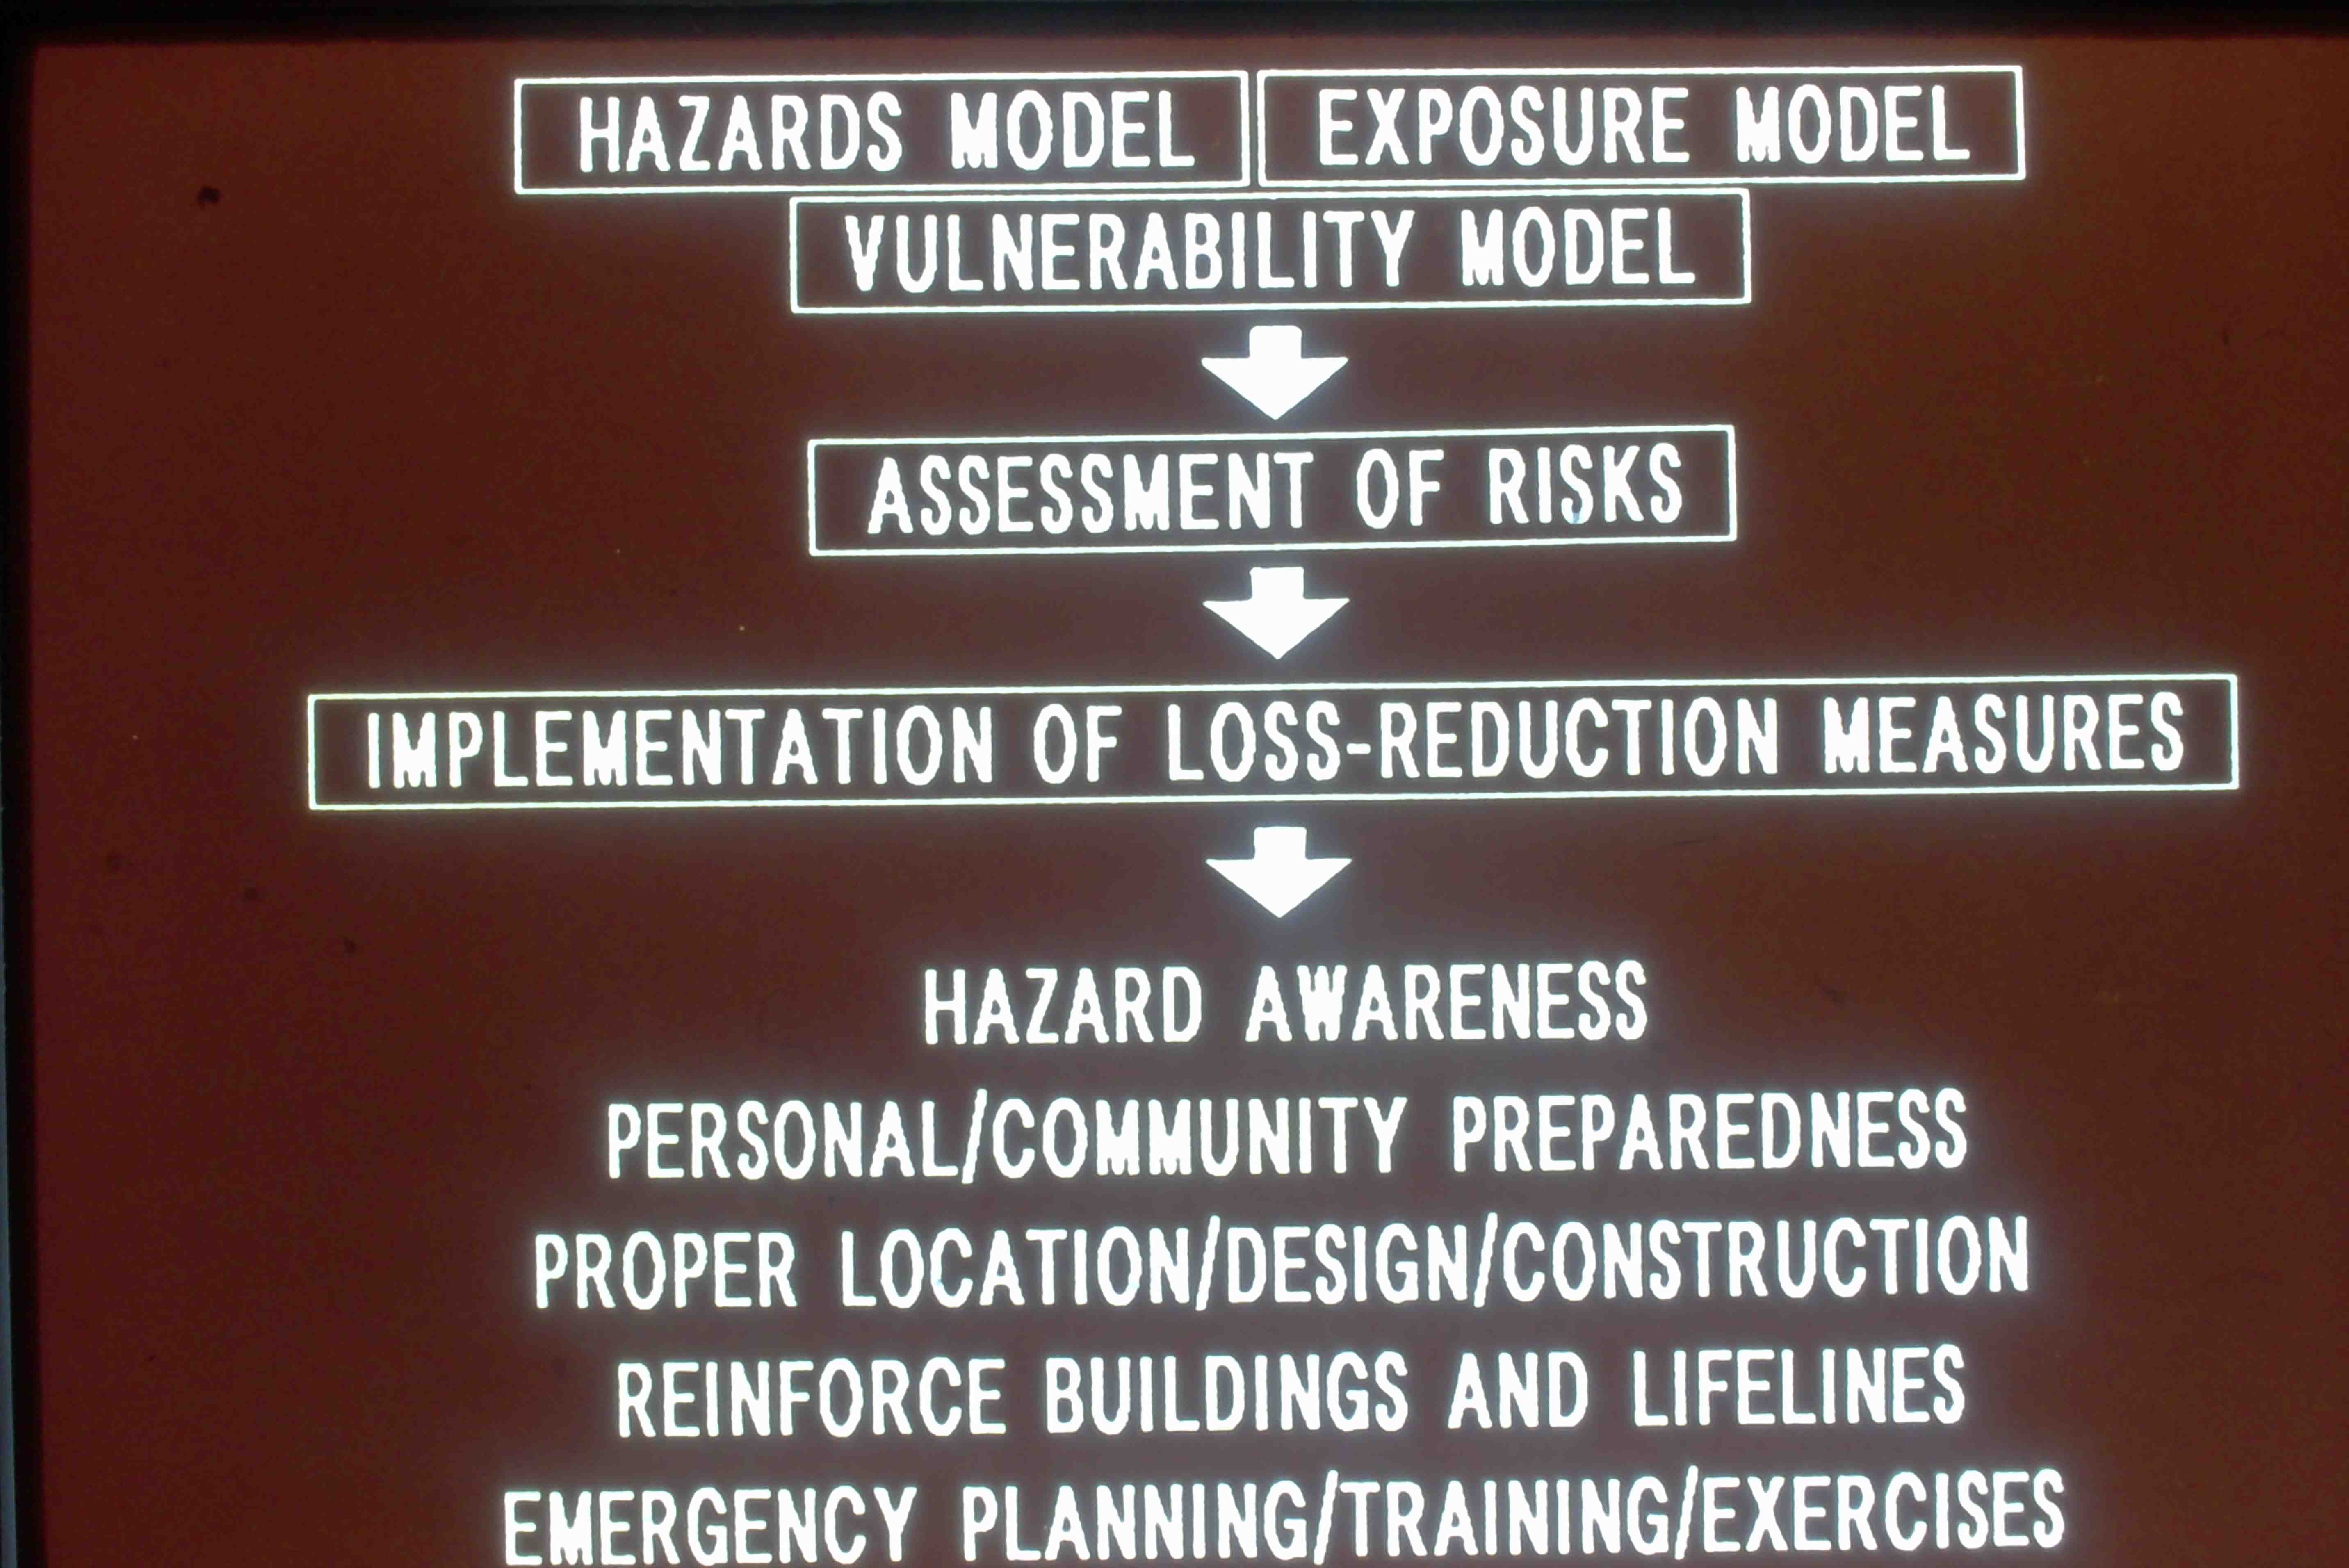 HAZARDS MODEL EXPOSURE MODEL
VULNERABILITY MODEL
ASSESSMENT OF RISKS
IMPLEMENTATION OF LOSS-REDUCTION MEASURES
HAZARD AWARENESS
PERSONAL/COMMUNITY PREPAREDNESS
PROPER LOCATION/DESIGN/CONSTRUCTION
REINFORCE BUILDINGS AND LIFELINES
EMERGENCY PLANNING/TRAINING/EXERCISES